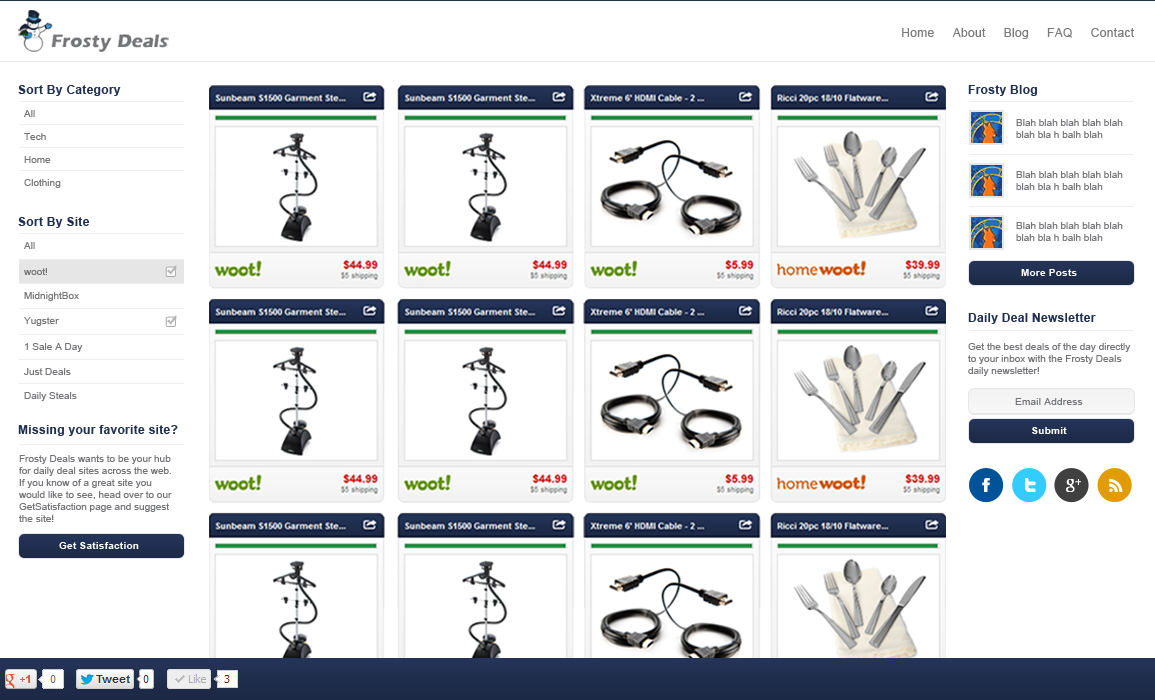 Frosty Deals
Home About Blog FAQ Contact
Sort By Category
All
Tech
Home
Clothing
Sort By Site
All
woot!
MidnightBox
Yugster
1 Sale A Day
Just Deals
Daily Steals
Missing your favorite site?
Frosty Deals wants to be your hub
for daily deal sites across the web.
If you know of a great site you
would like to see, head over to our
GetSatisfaction page and suggest
the site!
Get Satisfaction
Sunbeam S1500 Garment Ste...
woot!
$44.99
$5 shipping
Sunbeam S1500 Garment Ste...
woot!
$44.99
$5 shipping
Xtreme 6' HDMI Cable - 2 ...
woot!
$5.99
$5 shipping
Ricci 20pc 18/10 Flatware...
homewoot!
$39.99
$5 shipping
Sunbeam S1500 Garment Ste...
woot!
$44.99
$5 shipping
Sunbeam S1500 Garment Ste...
woot!
$44.99
$5 shipping
Xtreme 6' HDMI Cable - 2 ...
woot!
$5.99
$5 shipping
Ricci 20pc 18/10 Flatware...
homewoot!
$39.99
$5 shipping
Sunbeam S1500 Garment Ste...
Sunbeam S1500 Garment Ste...
Xtreme 6' HDMI Cable - 2 ...
Ricci 20pc 18/10 Flatware...
Frosty Blog
Blah blah blah blah blah
blah bla h balh blah
Blah blah blah blah blah
blah bla h balh blah
Blah blah blah blah blah
blah bla h balh blah
More Posts
Daily Deal Newsletter
Get the best deals of the day directly
to your inbox with the Frosty Deals
daily newsletter!
Email Address
Submit
f t g+
g +1 0 Tweet 0 Like 3